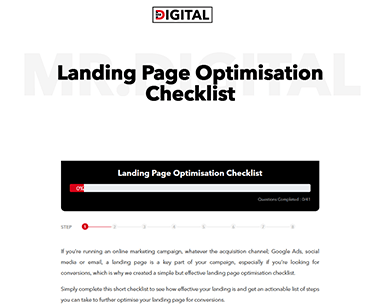 DIGITAL
MR.DIGITAL
Landing Page Optimisation
Checklist
Landing Page Optimisation Checklist
0%
Questions Completed : 0/41
STEP 1 2 3 4 5 6 7 8
If you're running an online marketing campaign, whatever the acquisition channel; Google Ads, social
media or email, a landing page is a key part of your campaign, especially if you're looking for
conversions, which is why we created a simple but effective landing page optimisation checklist.
Simply complete this short checklist to see how effective your landing is and get an actionable list of steps
you can take to further optimise your landing page for conversions.